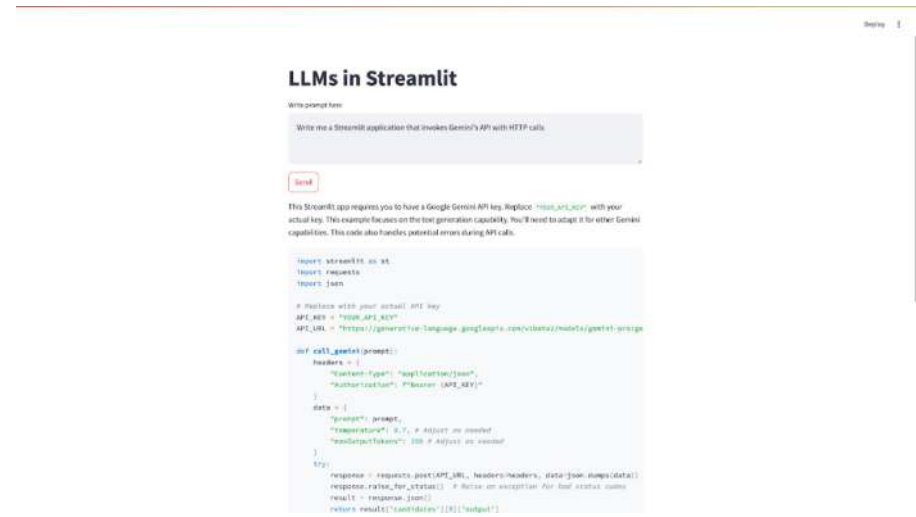 Deploy
LLMs in Streamlit
Write prompt here
Write me a Streamlit application that invokes Gemini's API with HTTP calls
Send
This Streamlit app requires you to have a Google Gemini API key. Replace "YOUR_API_KEY" with your
actual key. This example focuses on the text generation capability. You'll need to adapt it for other Gemini
capabilities. This code also handles potential errors during API calls.
import streamlit as st
import requests
import json
# Replace with your actual API key
API_KEY = "YOUR_API_KEY"
API_URL = "https://generative-language.googleapis.com/v1beta2/models/gemini-pro:ge
def call_gemini(prompt):
headers = {
"Content-Type": "application/json",
"Authorization": f"Bearer {API_KEY}"
}
data = {
"prompt": prompt,
"temperature": 0.7, # Adjust as needed
"maxOutputTokens": # Adjust as needed
}
try:
response = requests.post(API_URL, headers=headers, data=json.dumps(data))
response.raise_for_status() # Raise an exception for bad status codes
result = response.json()
return result['candidates'][0]['output']